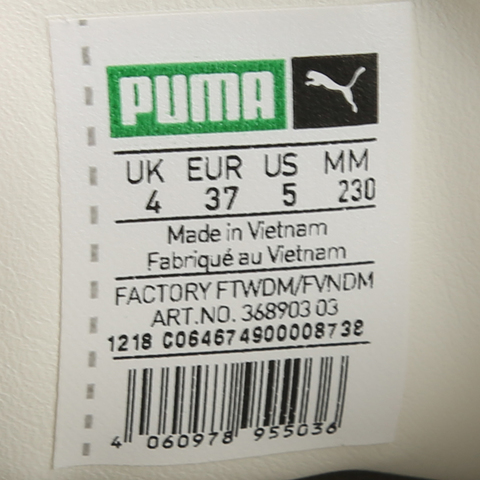 PUMA
UK EUR US MM
4 37 5 230
Made in Vietnam
Fabriqué au Vietnam
FACTORY FTWDM/FVNDM
ART.NO. 368903 03
1218 C064674900008738
4 060978 955036